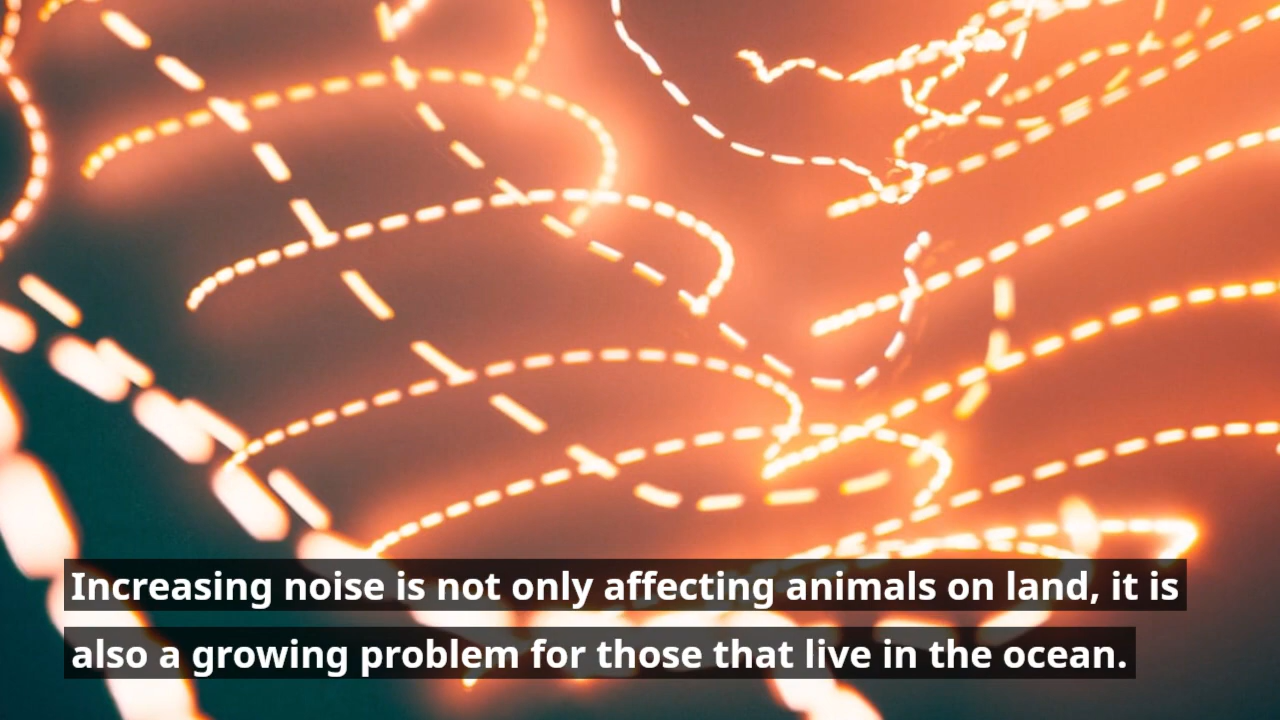 Increasing noise is not only affecting animals on land, it is
also a growing problem for those that live in the ocean.